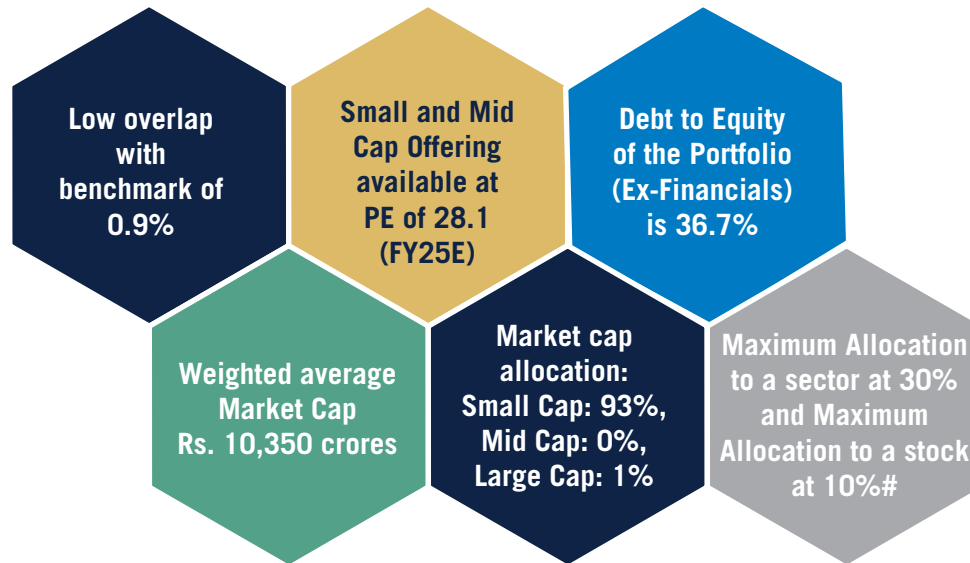 Low overlap
with
benchmark of
0.9%
Small and Mid
Cap Offering
available at
PE of 28.1
(FY25E)
Debt to Equity
of the Portfolio
(Ex-Financials)
is 36.7%
Weighted average
Market Cap
Rs. 10,350 crores
Market cap
allocation:
Small Cap: 93%,
Mid Cap: 0%,
Large Cap: 1%
Maximum Allocation
to a sector at 30%
and Maximum
Allocation to a stock
at 10%#